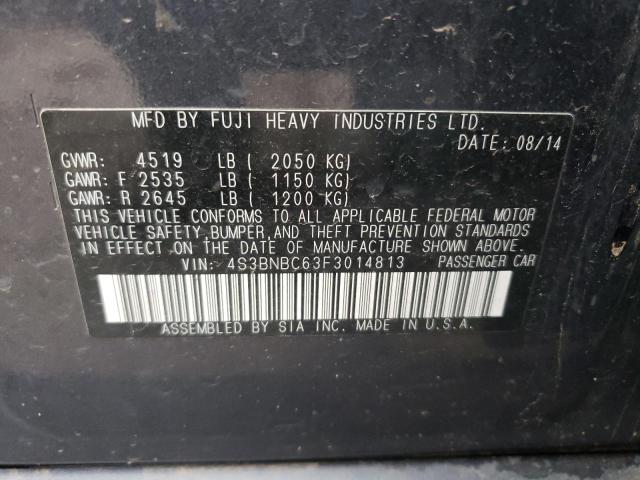 MFD BY FUJI HEAVY INDUSTRIES LTD.
DATE: 08/14
GVWR: 4519 LB ( 2050 KG)
GAWR: F 2535 LB ( 1150 KG)
GAWR: R 2645 LB ( 1200 KG)
THIS VEHICLE CONFORMS TO ALL APPLICABLE FEDERAL MOTOR
VEHICLE SAFETY, BUMPER, AND THEFT PREVENTION STANDARDS
IN EFFECT ON THE DATE OF MANUFACTURE SHOWN ABOVE.
VIN: 4S3BNBC63F3014813 PASSENGER CAR
ASSEMBLED BY SIA INC. MADE IN U.S.A.